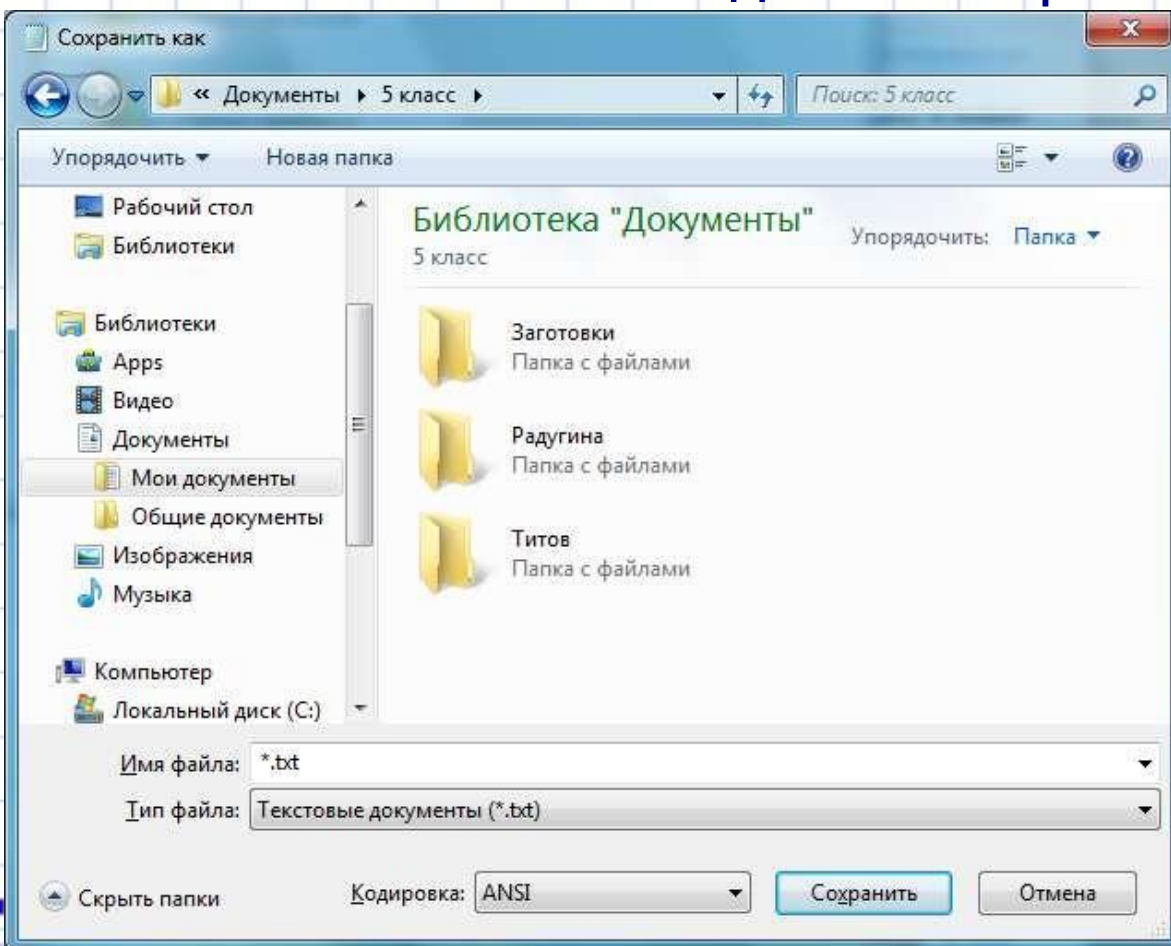 Сохранить как
« Документы ▸ 5 класс ▸
Поиск: 5 класс
Упорядочить
Новая папка
Рабочий стол
Библиотеки
Библиотеки
Apps
Видео
Документы
Мои документы
Общие документы
Изображения
Музыка
Компьютер
Локальный диск (C:)
Библиотека "Документы"
5 класс
Упорядочить: Папка
Заготовки
Папка с файлами
Радугина
Папка с файлами
Титов
Папка с файлами
Имя файла: *.txt
Тип файла: Текстовые документы (*.txt)
Скрыть папки
Кодировка: ANSI
Сохранить
Отмена